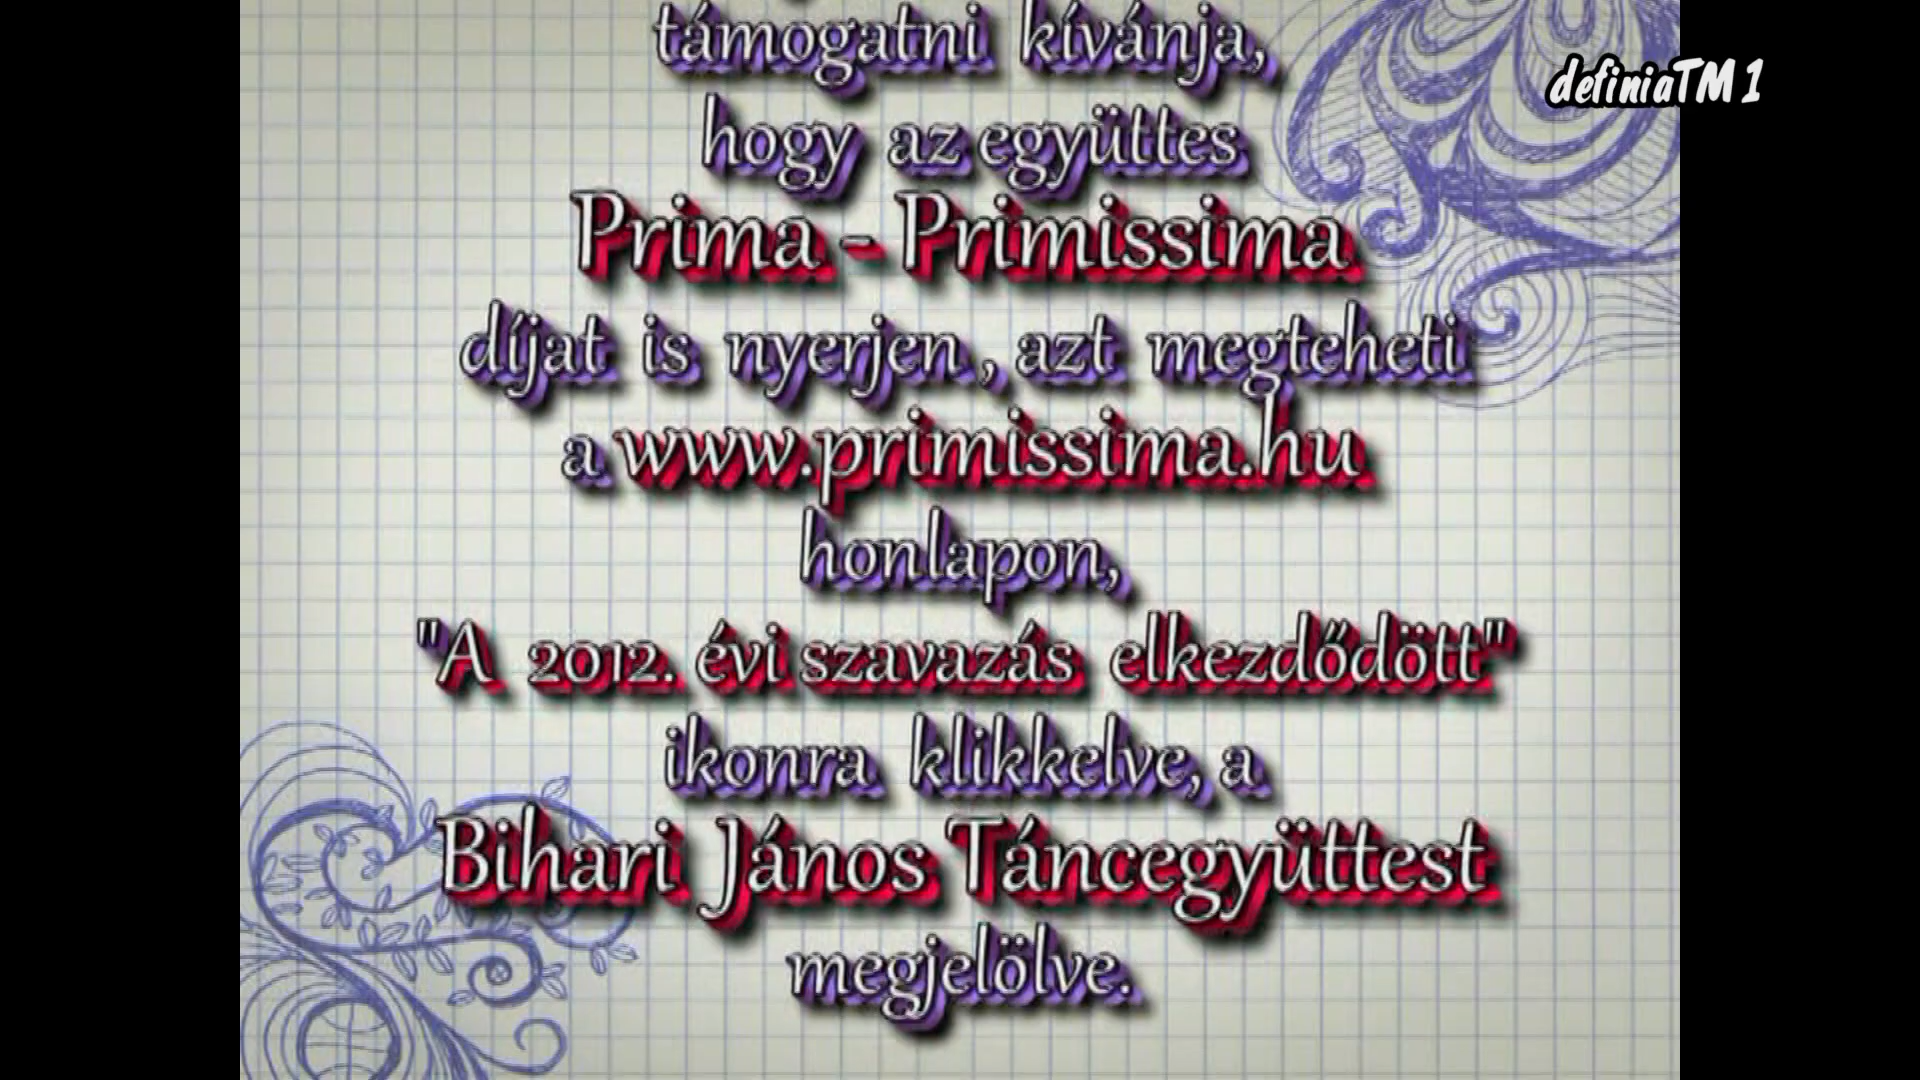 támogatni kívánja,
definiaTM1
hogy az együttes
Prima - Primissima
díjat is nyerjen , azt megteheti
a www.primissima.hu
honlapon,
"A 2012. évi szavazás elkezdődött"
ikonra klikkelve, a
Bihari János Táncegyüttest
megjelölve.